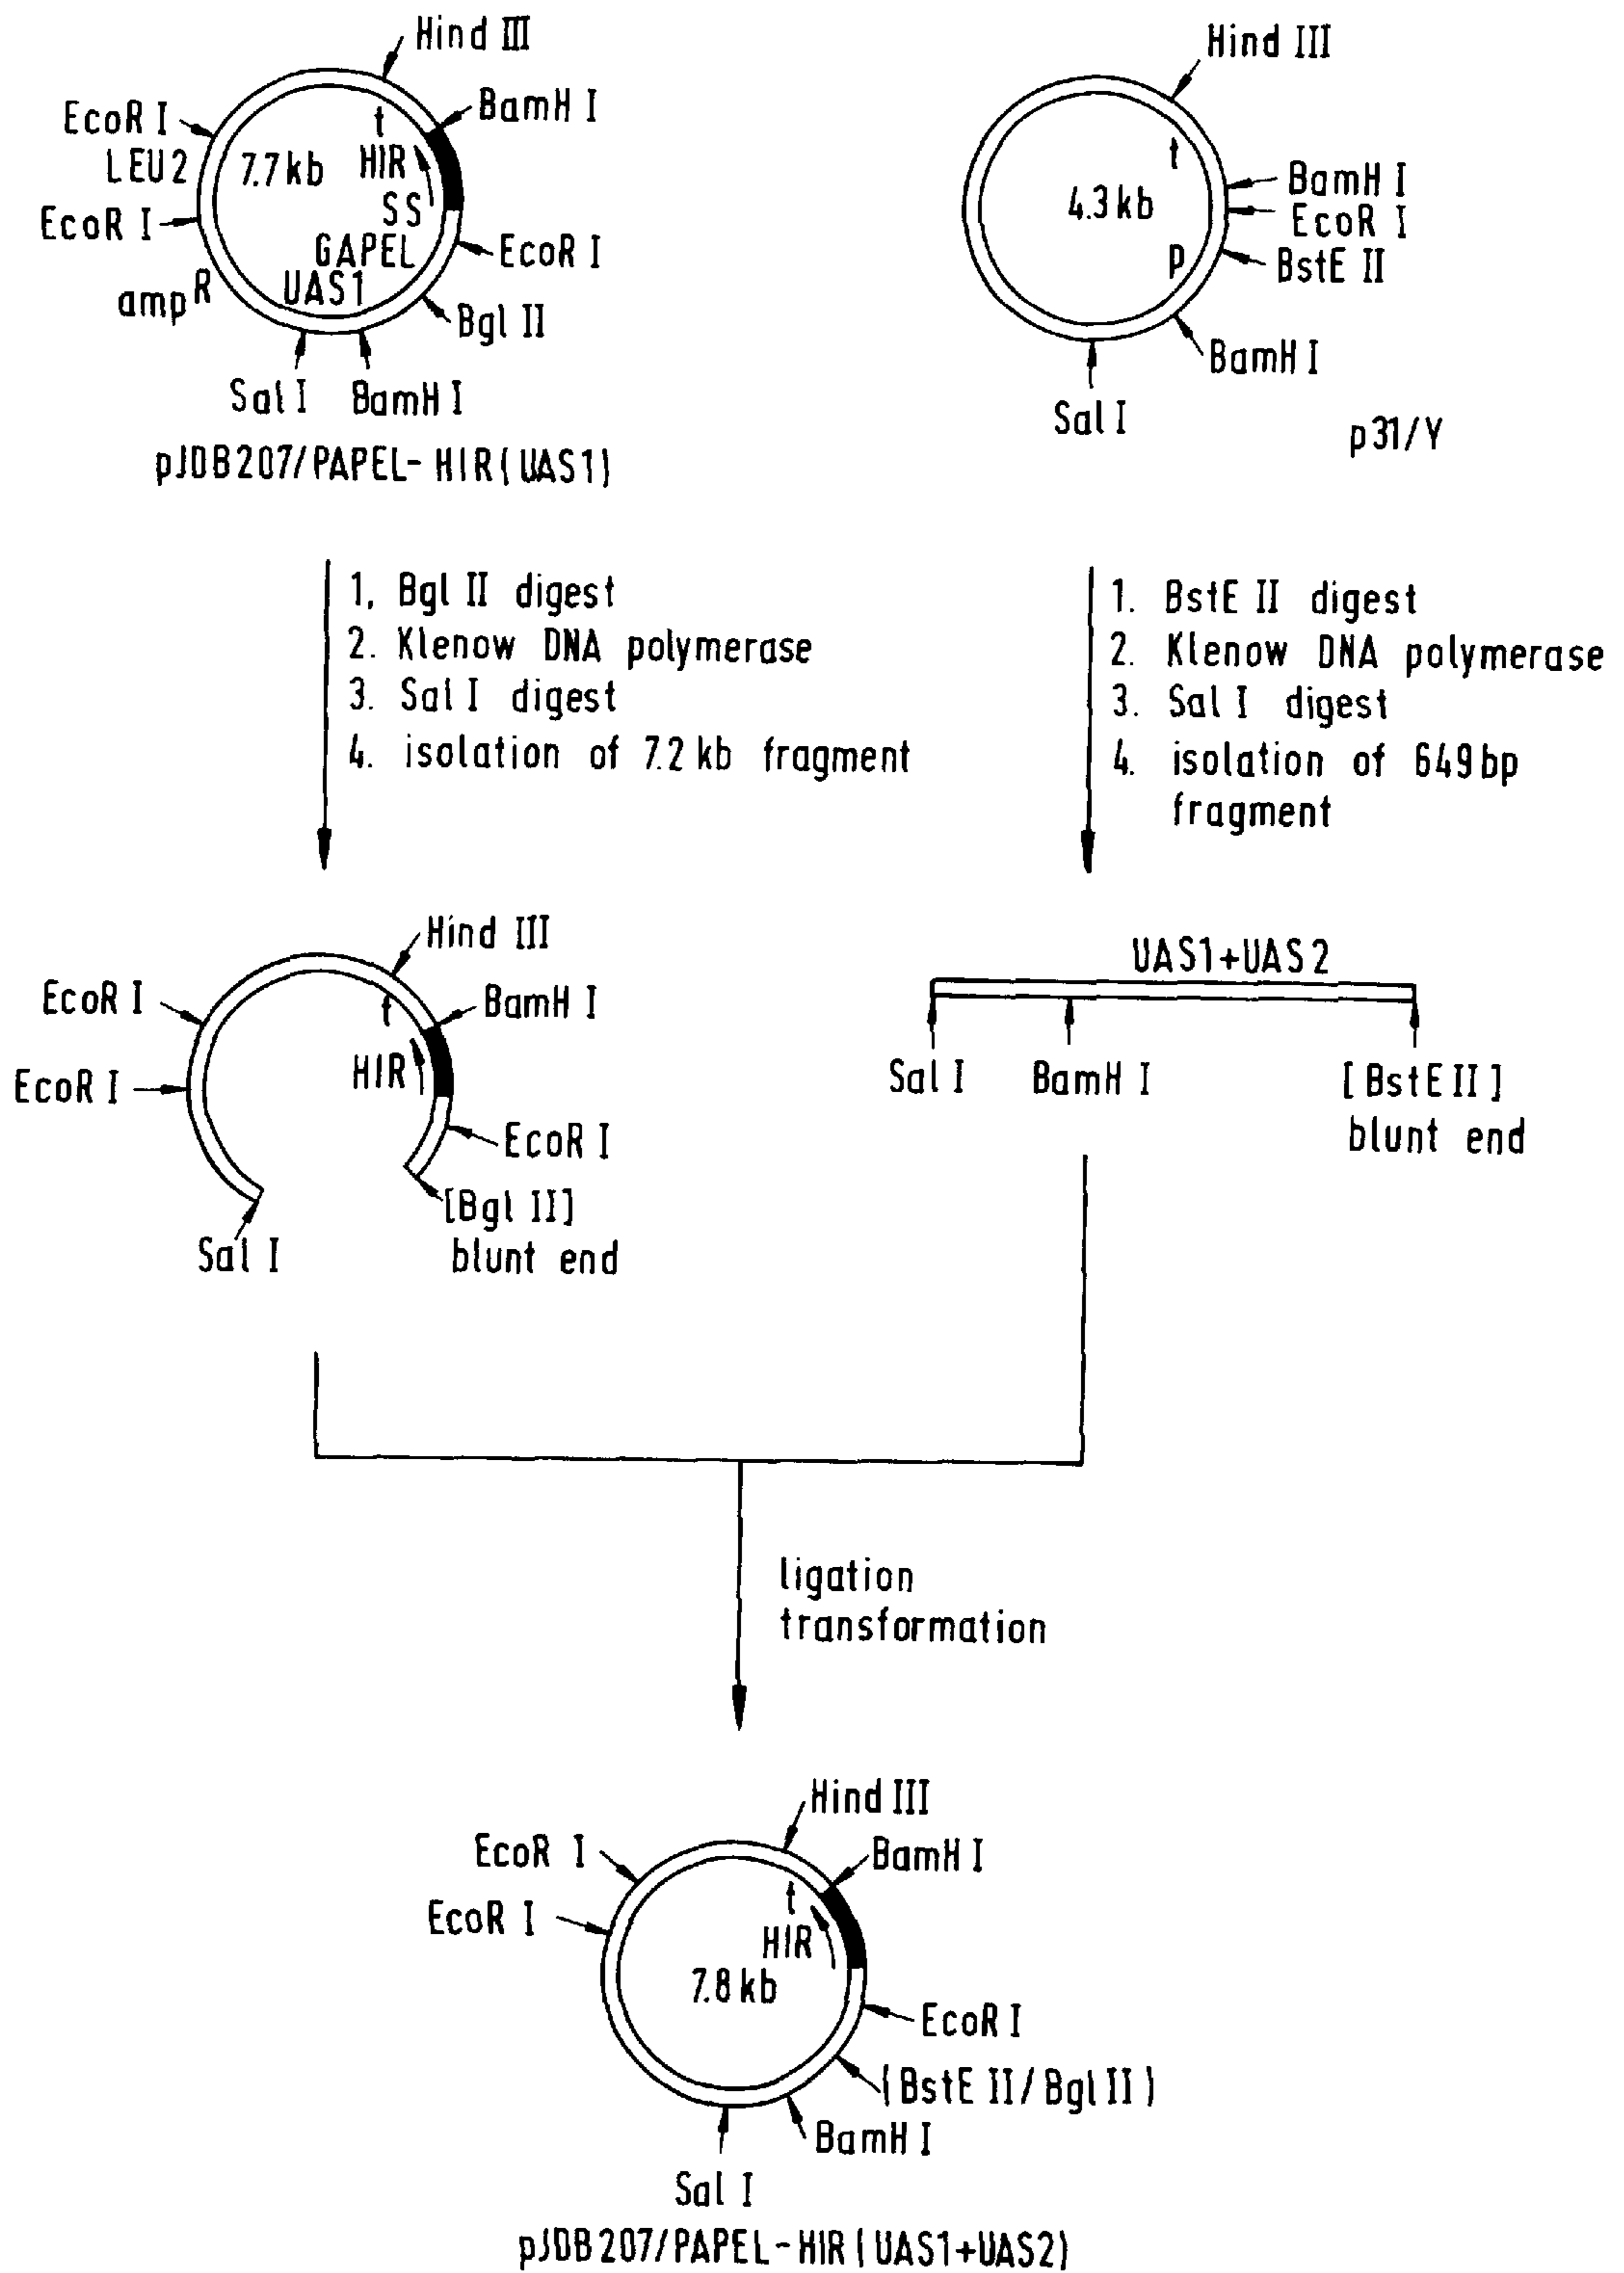 Hind III
BamH I
EcoR I
LEU2
7.7kb
t
HIR
SS
EcoR I
GAPEL
EcoR I
UAS1
amp R
Bgl II
Sal I
BamH I
pJDB207/PAPEL-HIR(UAS1)
Hind III
t
BamH I
4.3kb
EcoR I
p
BstE II
BamH I
Sal I
p31/Y
1, Bgl II digest
2. Klenow DNA polymerase
3. Sal I digest
4. isolation of 7.2 kb fragment
1. BstE II digest
2. Klenow DNA polymerase
3. Sal I digest
4. isolation of 649bp
fragment
Hind III
EcoR I
t
BamH I
EcoR I
HIR
EcoR I
[Bgl II]
blunt end
Sal I
UAS1+UAS2
Sal I
BamH I
[BstEII]
blunt end
ligation
transformation
Hind III
EcoR I
BamH I
t
EcoR I
HIR
7.8kb
EcoR I
(BstE II/Bgl II)
BamH I
Sal I
pJDB207/PAPEL-HIR(UAS1+UAS2)